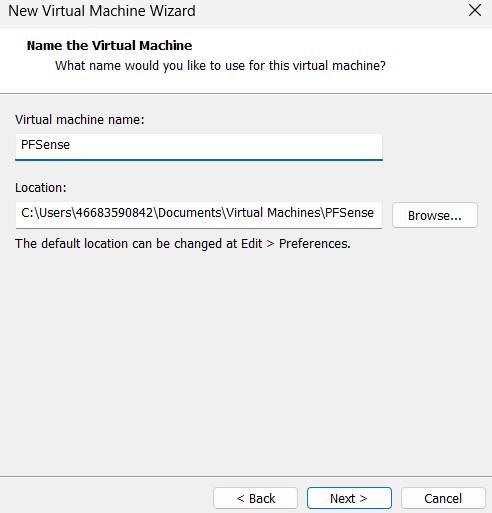 New Virtual Machine Wizard
Name the Virtual Machine
What name would you like to use for this virtual machine?
Virtual machine name:
PFSense
Location:
C:\Users\46683590842\Documents\Virtual Machines\PFSense
Browse...
The default location can be changed at Edit > Preferences.
< Back
Next >
Cancel